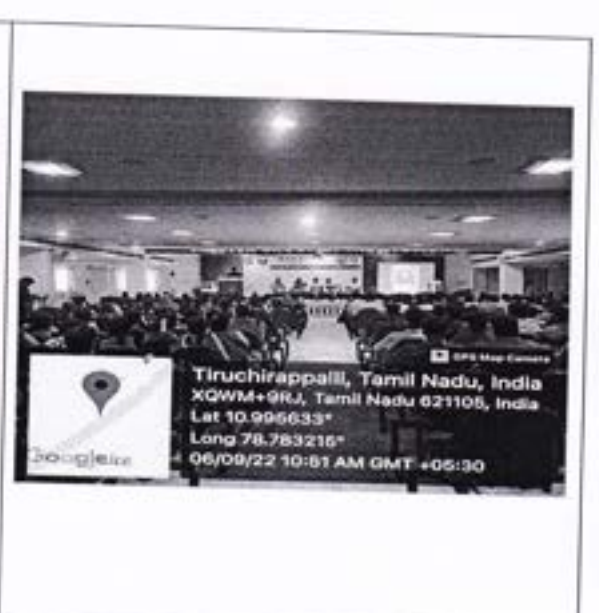 GPS Map Camera
Tiruchirappalli, Tamil Nadu, India
XQWM+9RJ, Tamil Nadu 621105, India
Lat 10.995633°
Long 78.783215°
06/09/22 10:51 AM GMT +05:30
Google